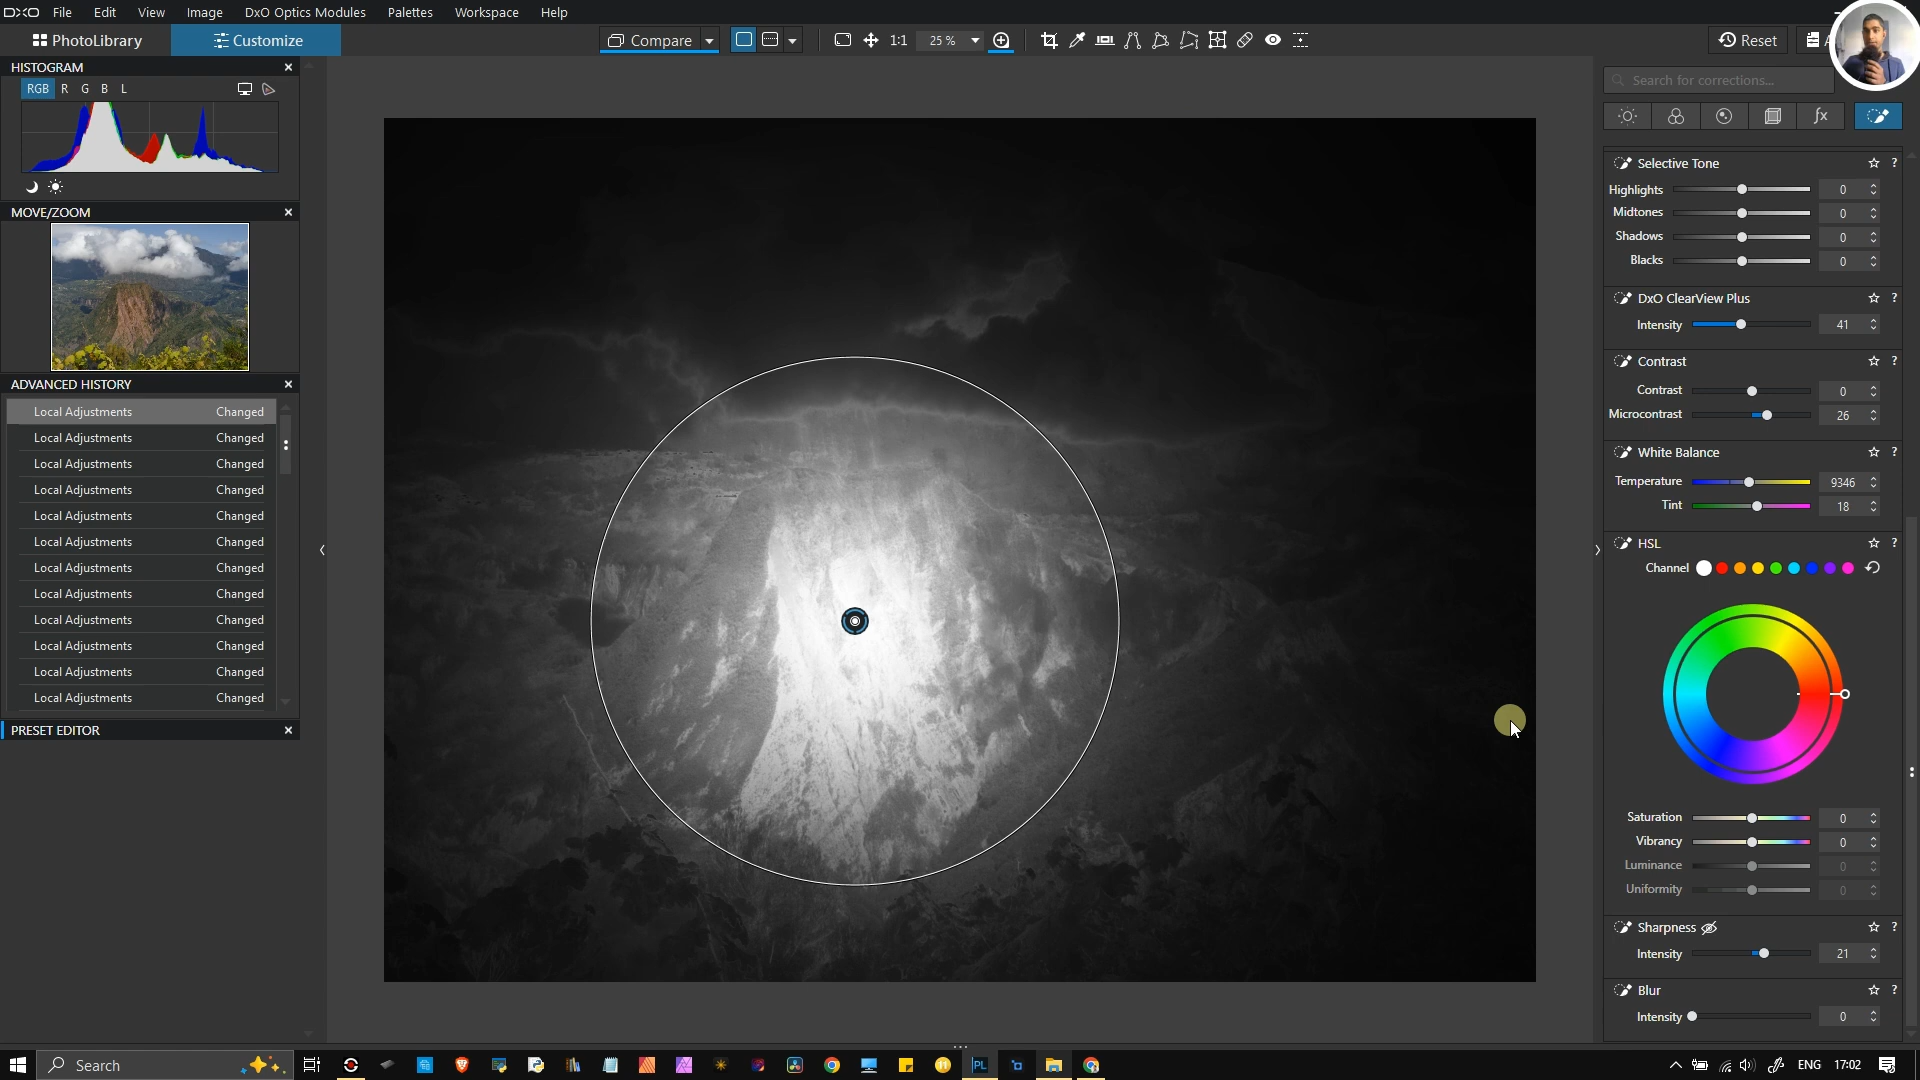 DXO File Edit View Image DxO Optics Modules Palettes Workspace Help
PhotoLibrary Customize Compare 1:1 25 % Reset
HISTOGRAM
RGB R G B L
MOVE/ZOOM
ADVANCED HISTORY
Local Adjustments Changed
Local Adjustments Changed
Local Adjustments Changed
Local Adjustments Changed
Local Adjustments Changed
Local Adjustments Changed
Local Adjustments Changed
Local Adjustments Changed
Local Adjustments Changed
Local Adjustments Changed
Local Adjustments Changed
Local Adjustments Changed
PRESET EDITOR
Search for corrections...
fx
Selective Tone ?
Highlights 0
Midtones 0
Shadows 0
Blacks 0
DxO ClearView Plus ?
Intensity 41
Contrast ?
Contrast 0
Microcontrast 26
White Balance ?
Temperature 9346
Tint 18
HSL ?
Channel
Saturation 0
Vibrancy 0
Luminance 0
Uniformity 0
Sharpness ?
Intensity 21
Blur ?
Intensity 0
Search PL ENG 17:02